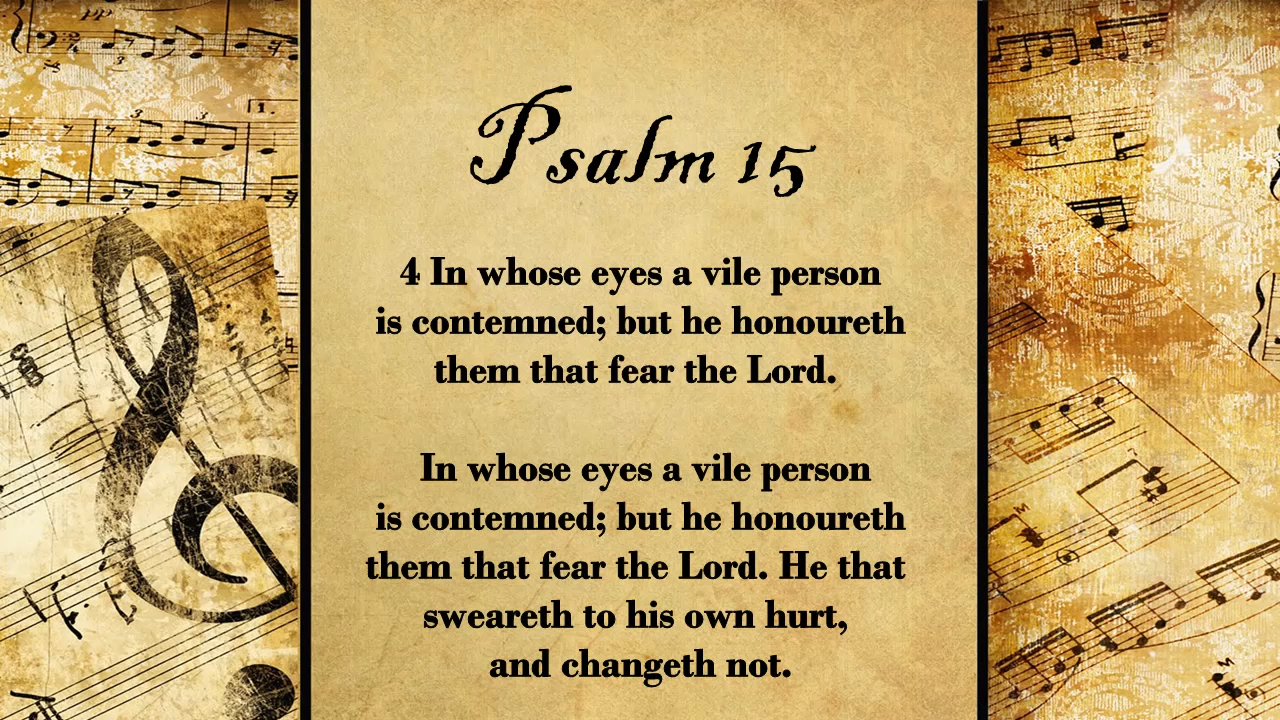 Psalm 15
4 In whose eyes a vile person
is contemned; but he honoureth
them that fear the Lord.
In whose eyes a vile person
is contemned; but he honoureth
them that fear the Lord. He that
sweareth to his own hurt,
and changeth not.